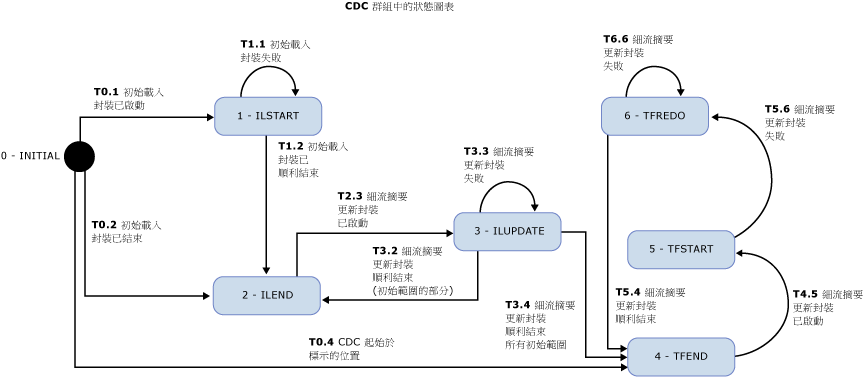 CDC 群組中的狀態圖表
T1.1 初始載入
封裝失敗
T6.6 細流摘要
更新封裝
失敗
T0.1 初始載入
封裝已啟動
1 - ILSTART
6 - TFREDO
T5.6 細流摘要
更新封裝
失敗
0 - INITIAL
T1.2 初始載入
封裝已
順利結束
T3.3 細流摘要
更新封裝
失敗
T0.2 初始載入
封裝已結束
T2.3 細流摘要
更新封裝
已啟動
3 - ILUPDATE
5 - TFSTART
T3.2 細流摘要
更新封裝
順利結束
(初始範圍的部分)
2 - ILEND
T3.4 細流摘要
更新封裝
順利結束
所有初始範圍
T5.4 細流摘要
更新封裝
順利結束
T4.5 細流摘要
更新封裝
已啟動
T0.4 CDC 起始於
標示的位置
4 - TFEND